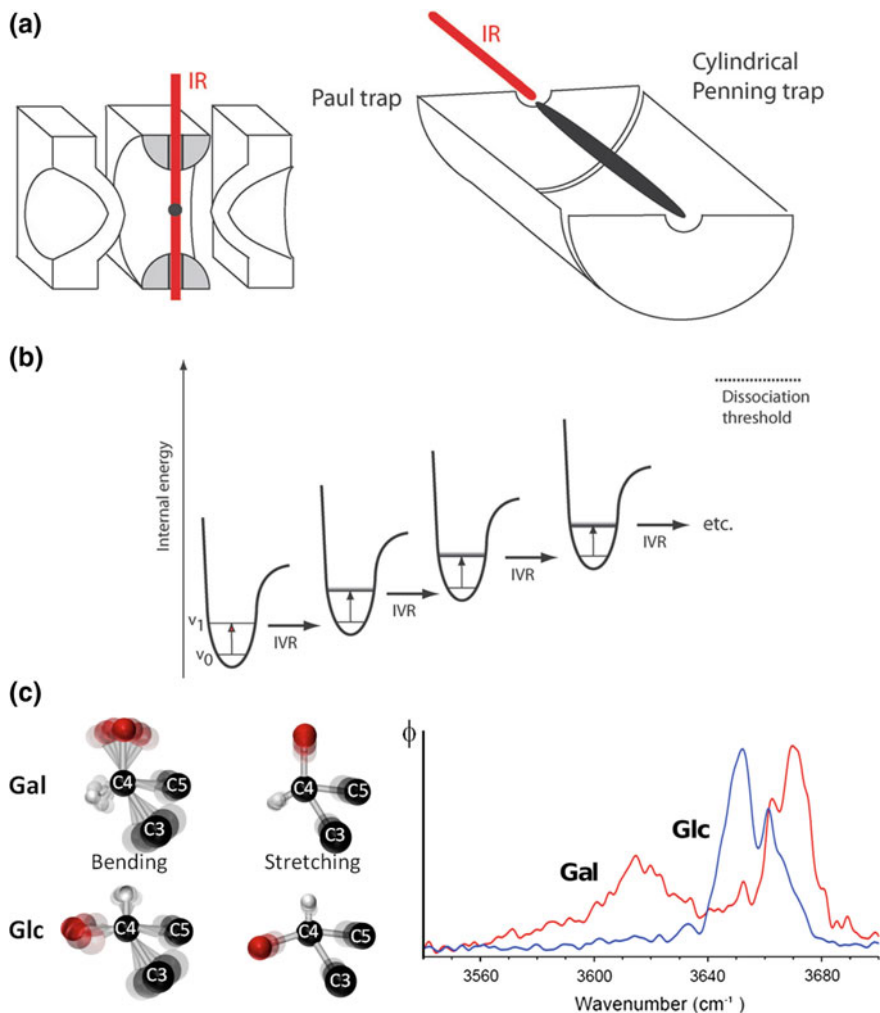 (a)
IR
Paul trap
IR
Cylindrical
Penning trap
(b)
Internal energy
Dissociation
threshold
v1
v0
IVR
IVR
IVR
IVR
etc.
(c)
Gal
C4
C5
C3
C4
C5
C3
Bending
Stretching
Glc
C4
C5
C3
C4
C5
C3
ϕ
Gal
Glc
3560
3600
3640
3680
Wavenumber (cm⁻¹ )